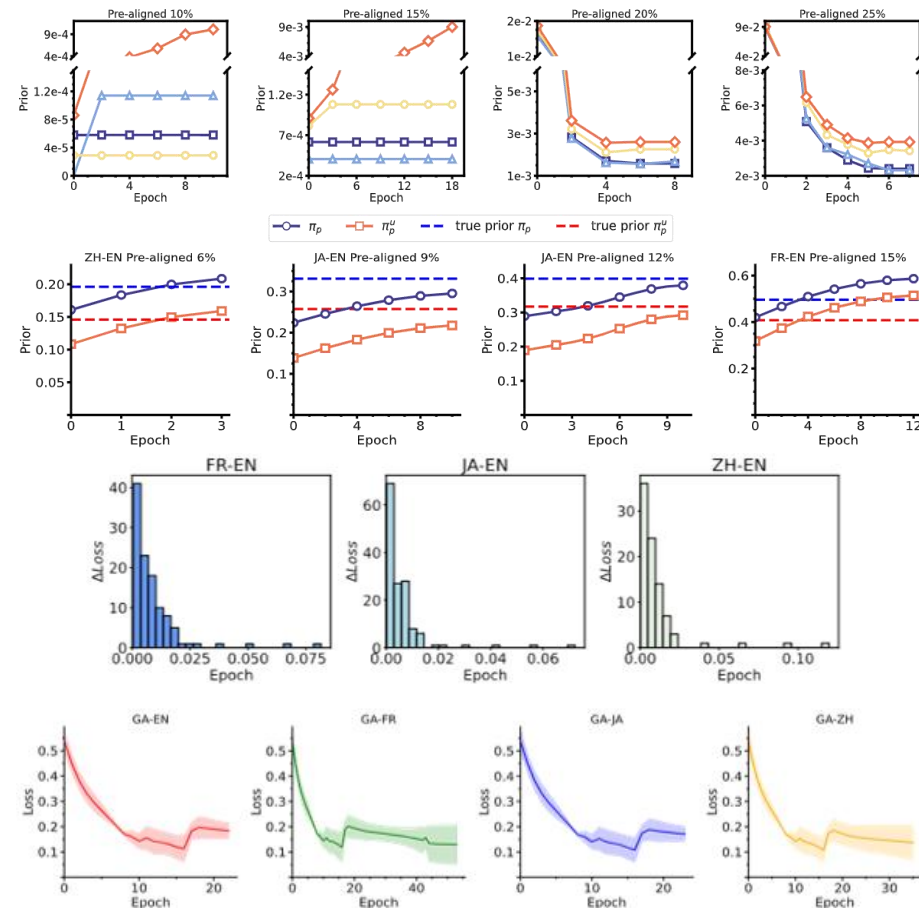 Pre-aligned 10% Pre-aligned 15% Pre-aligned 20% Pre-aligned 25%
9e-4 9e-3 2e-2 9e-2
4e-4 4e-3 1e-2 2e-2
Prior 1.2e-4 1.2e-3 3e-3 8e-3
8e-5 7e-4 6e-3
4e-5 4e-3
0 2e-4 1e-3 2e-3
0 4 8 0 6 12 18 0 2 4 6 8 0 2 4 6
Epoch Epoch Epoch Epoch
π_p π_p^u true prior π_p true prior π_p^u
ZH-EN Pre-aligned 6% JA-EN Pre-aligned 9% JA-EN Pre-aligned 12% FR-EN Pre-aligned 15%
Prior 0.20 Prior 0.3 Prior 0.4 Prior 0.6
0.15 0.2 0.3 0.4
0.10 0.1 0.2 0.2
0.05 0.1
0 1 2 3 0 4 8 0 3 6 9 0 4 8 12
Epoch Epoch Epoch Epoch
FR-EN JA-EN ZH-EN
ΔLoss 40 ΔLoss 60 ΔLoss 30
30 40 20
20 20 10
10
0 0 0
0.000 0.025 0.050 0.075 0.00 0.02 0.04 0.06 0.00 0.05 0.10
Epoch Epoch Epoch
GA-EN GA-FR GA-JA GA-ZH
Loss 0.5 Loss 0.5 Loss 0.5 Loss 0.5
0.4 0.4 0.4 0.4
0.3 0.3 0.3 0.3
0.2 0.2 0.2 0.2
0.1 0.1 0.1 0.1
0 10 20 0 20 40 0 10 20 0 10 20 30
Epoch Epoch Epoch Epoch